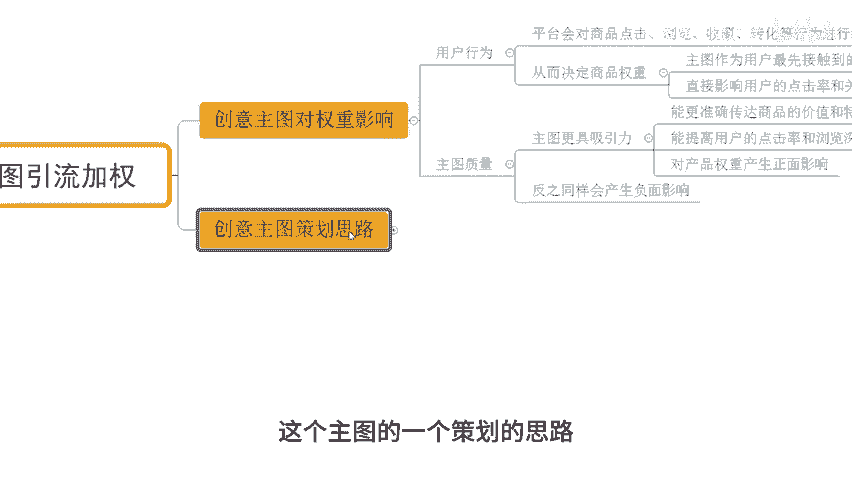 图引流加权
创意主图对权重影响
用户行为
平台会对商品点击、浏览、收藏、转化等行为进行
从而决定商品权重
主图作为用户最先接触到的
直接影响用户的点击率和关
主图质量
主图更具吸引力
能更准确传达商品的价值和特
能提高用户的点击率和浏览深
对产品权重产生正面影响
反之同样会产生负面影响
创意主图策划思路
这个主图的一个策划的思路